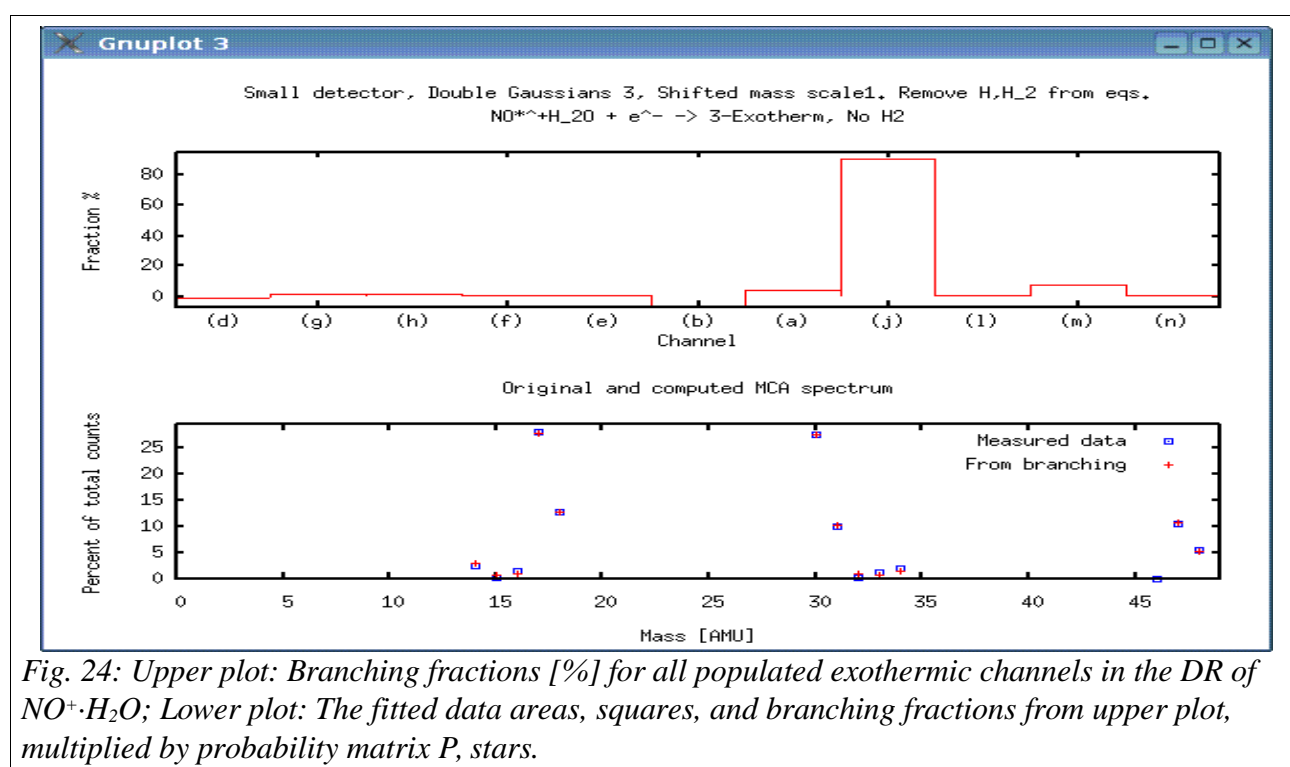 Gnuplot 3
Small detector, Double Gaussians 3, Shifted mass scale1. Remove H,H_2 from eqs.
NO*^+H_2O + e^- -> 3-Exotherm, No H2
Fraction %
80
60
40
20
0
(d) (g) (h) (f) (e) (b) (a) (j) (l) (m) (n)
Channel
Original and computed MCA spectrum
Percent of total counts
25
20
15
10
5
0
Measured data
From branching
0 5 10 15 20 25 30 35 40 45
Mass [AMU]
Fig. 24: Upper plot: Branching fractions [%] for all populated exothermic channels in the DR of
NO⁺·H₂O; Lower plot: The fitted data areas, squares, and branching fractions from upper plot,
multiplied by probability matrix P, stars.